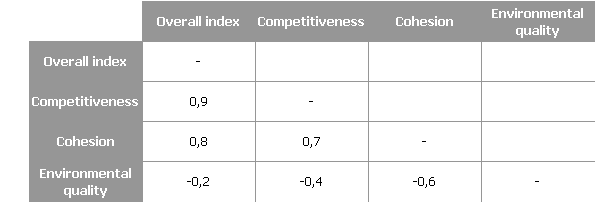 Overall index Competitiveness Cohesion Environmental quality
Overall index -
Competitiveness 0,9 -
Cohesion 0,8 0,7 -
Environmental quality -0,2 -0,4 -0,6 -